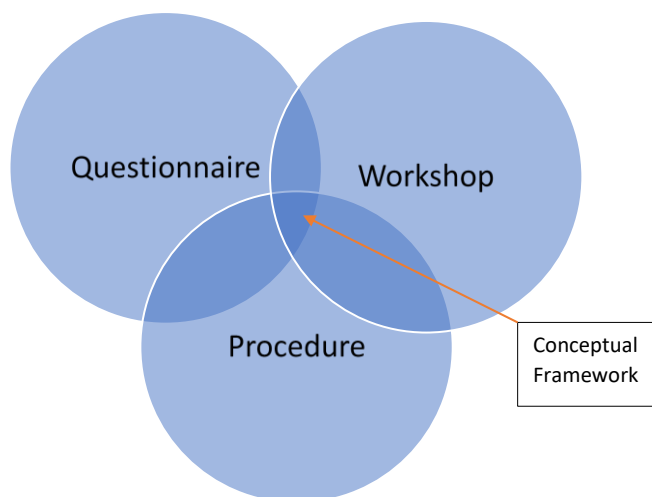 Questionnaire
Workshop
Procedure
Conceptual
Framework